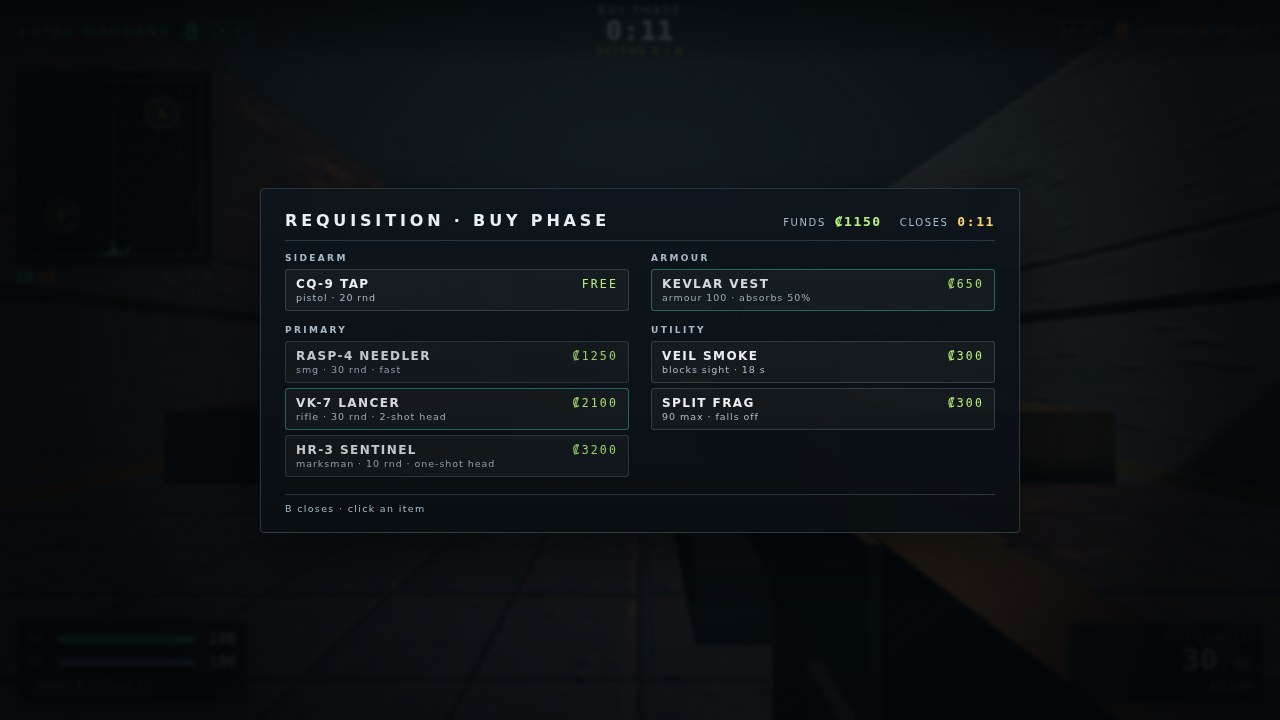 BUY PHASE
0:11
REQUISITION · BUY PHASE
FUNDS ₡1150 CLOSES 0:11
SIDEARM
CQ-9 TAP FREE
pistol · 20 rnd
PRIMARY
RASP-4 NEEDLER ₡1250
smg · 30 rnd · fast
VK-7 LANCER ₡2100
rifle · 30 rnd · 2-shot head
HR-3 SENTINEL ₡3200
marksman · 10 rnd · one-shot head
ARMOUR
KEVLAR VEST ₡650
armour 100 · absorbs 50%
UTILITY
VEIL SMOKE ₡300
blocks sight · 18 s
SPLIT FRAG ₡300
90 max · falls off
B closes · click an item
100
100
30